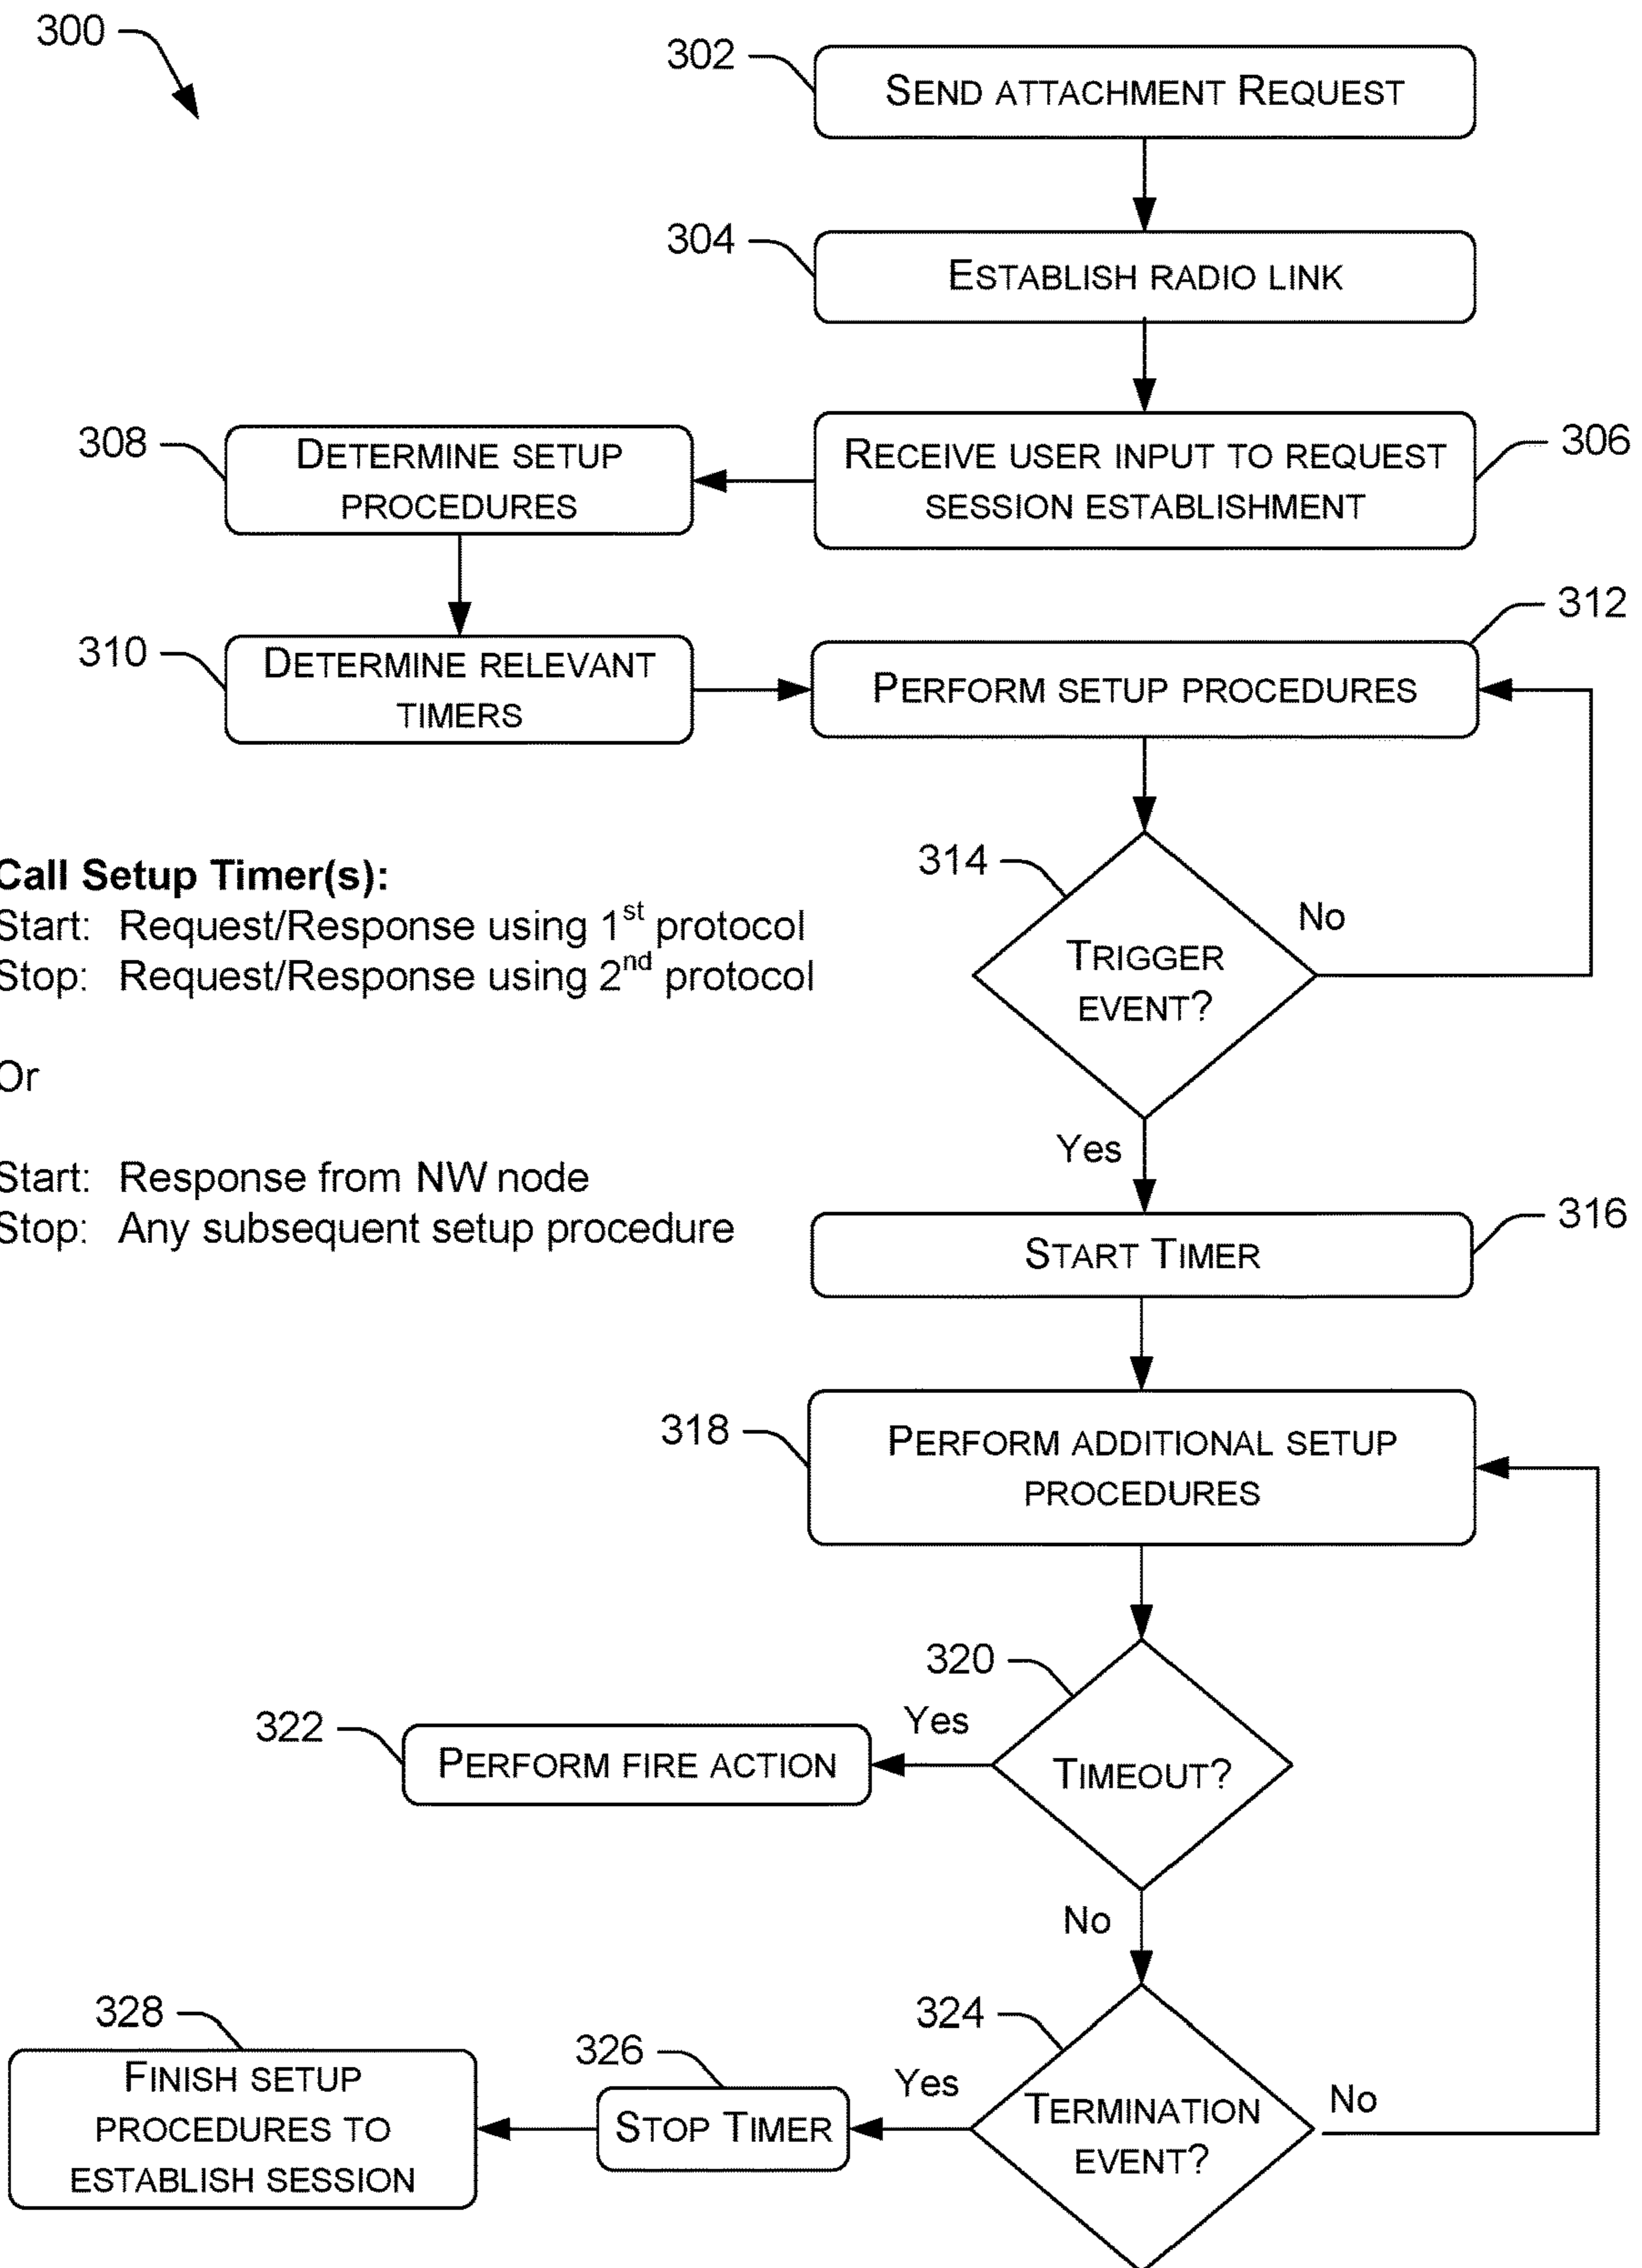 300
302
SEND ATTACHMENT REQUEST
304
ESTABLISH RADIO LINK
308
DETERMINE SETUP
PROCEDURES
RECEIVE USER INPUT TO REQUEST
SESSION ESTABLISHMENT
306
310
DETERMINE RELEVANT
TIMERS
312
PERFORM SETUP PROCEDURES
Call Setup Timer(s):
Start: Request/Response using 1st protocol
Stop: Request/Response using 2nd protocol
Or
Start: Response from NW node
Stop: Any subsequent setup procedure
314
TRIGGER
EVENT?
No
Yes
316
START TIMER
318
PERFORM ADDITIONAL SETUP
PROCEDURES
320
TIMEOUT?
Yes
322
PERFORM FIRE ACTION
No
324
TERMINATION
EVENT?
No
Yes
326
STOP TIMER
328
FINISH SETUP
PROCEDURES TO
ESTABLISH SESSION